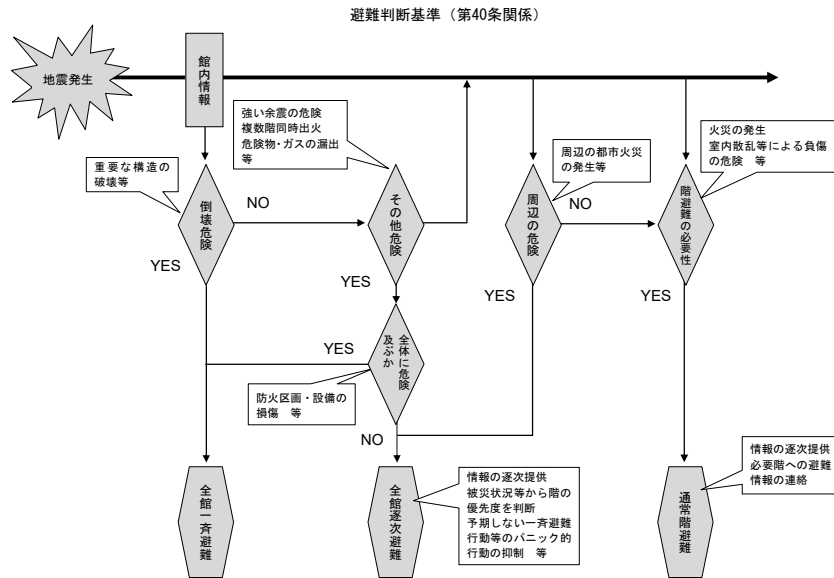 避難判断基準（第40条関係）
地震発生
館内情報
強い余震の危険
複数階同時出火
危険物・ガスの漏出
等
火災の発生
室内散乱等による負傷
の危険　等
重要な構造の
破壊等
周辺の都市火災
の発生等
倒壊危険
NO
その他危険
周辺の危険
NO
階避難の必要性
YES
YES
YES
YES
全体に危険
及ぶか
YES
防火区画・設備の
損傷　等
NO
全館一斉避難
全館逐次避難
情報の逐次提供
被災状況等から階の
優先度を判断
予期しない一斉避難
行動等のパニック的
行動の抑制　等
通常階避難
情報の逐次提供
必要階への避難
情報の連絡